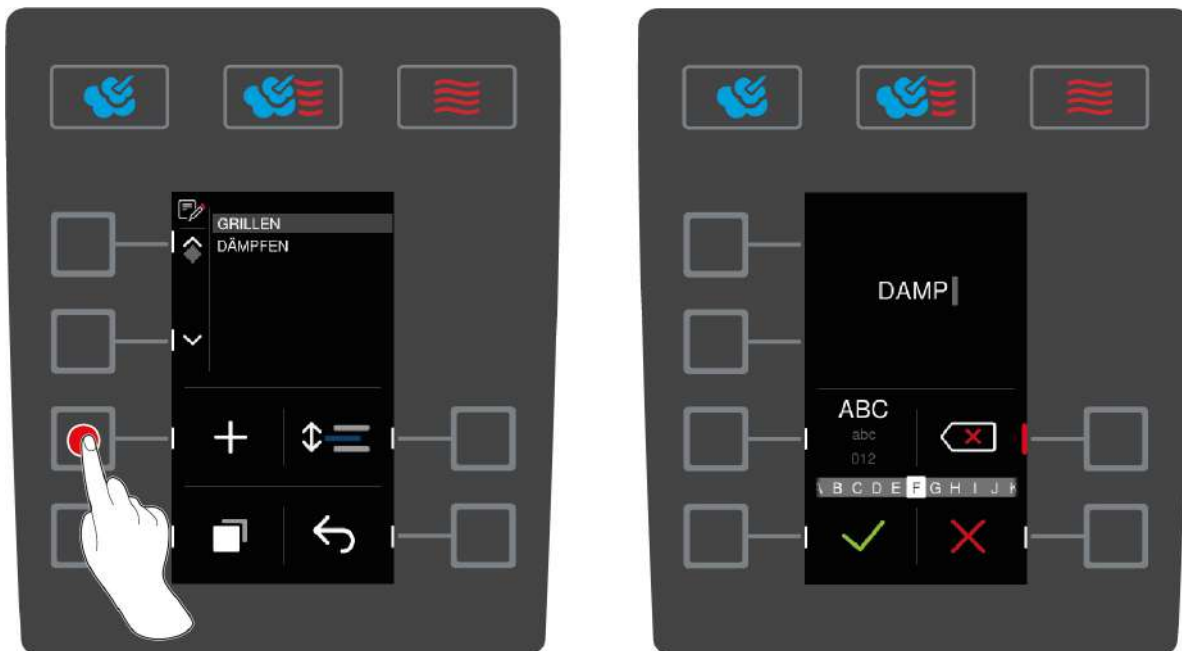 GRILLEN
DÄMPFEN
DAMP
ABC
abc
012
A B C D E F G H I J K